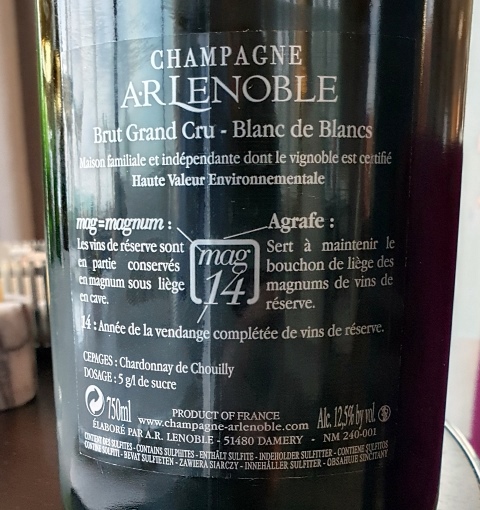 CHAMPAGNE
A.R.LENOBLE
Brut Grand Cru - Blanc de Blancs
Maison familiale et indépendante dont le vignoble est certifié
Haute Valeur Environnementale
mag=magnum :
Les vins de réserve sont
en partie conservés
en magnum sous liège
en cave.
mag
14
Agrafe :
Sert à maintenir le
bouchon de liège des
magnums de vins de
réserve.
14 : Année de la vendange complétée de vins de réserve.
CEPAGES : Chardonnay de Chouilly
DOSAGE : 5 g/l de sucre
750ml
PRODUCT OF FRANCE
www.champagne-arlenoble.com
Alc. 12,5% by vol.
ÉLABORÉ PAR A.R. LENOBLE - 51480 DAMERY - NM 240-001
CONTIENT DES SULFITES - CONTAINS SULPHITES - ENTHÄLT SULFITE - INDEHOLDER SULFITTER - CONTIENE SULFITOS
CONTIENE SOLFITI - BEVAT SULFIETEN - ZAWIERA SIARCZY - INNEHÅLLER SULFITER - OBSAHUJE SIRICITANY